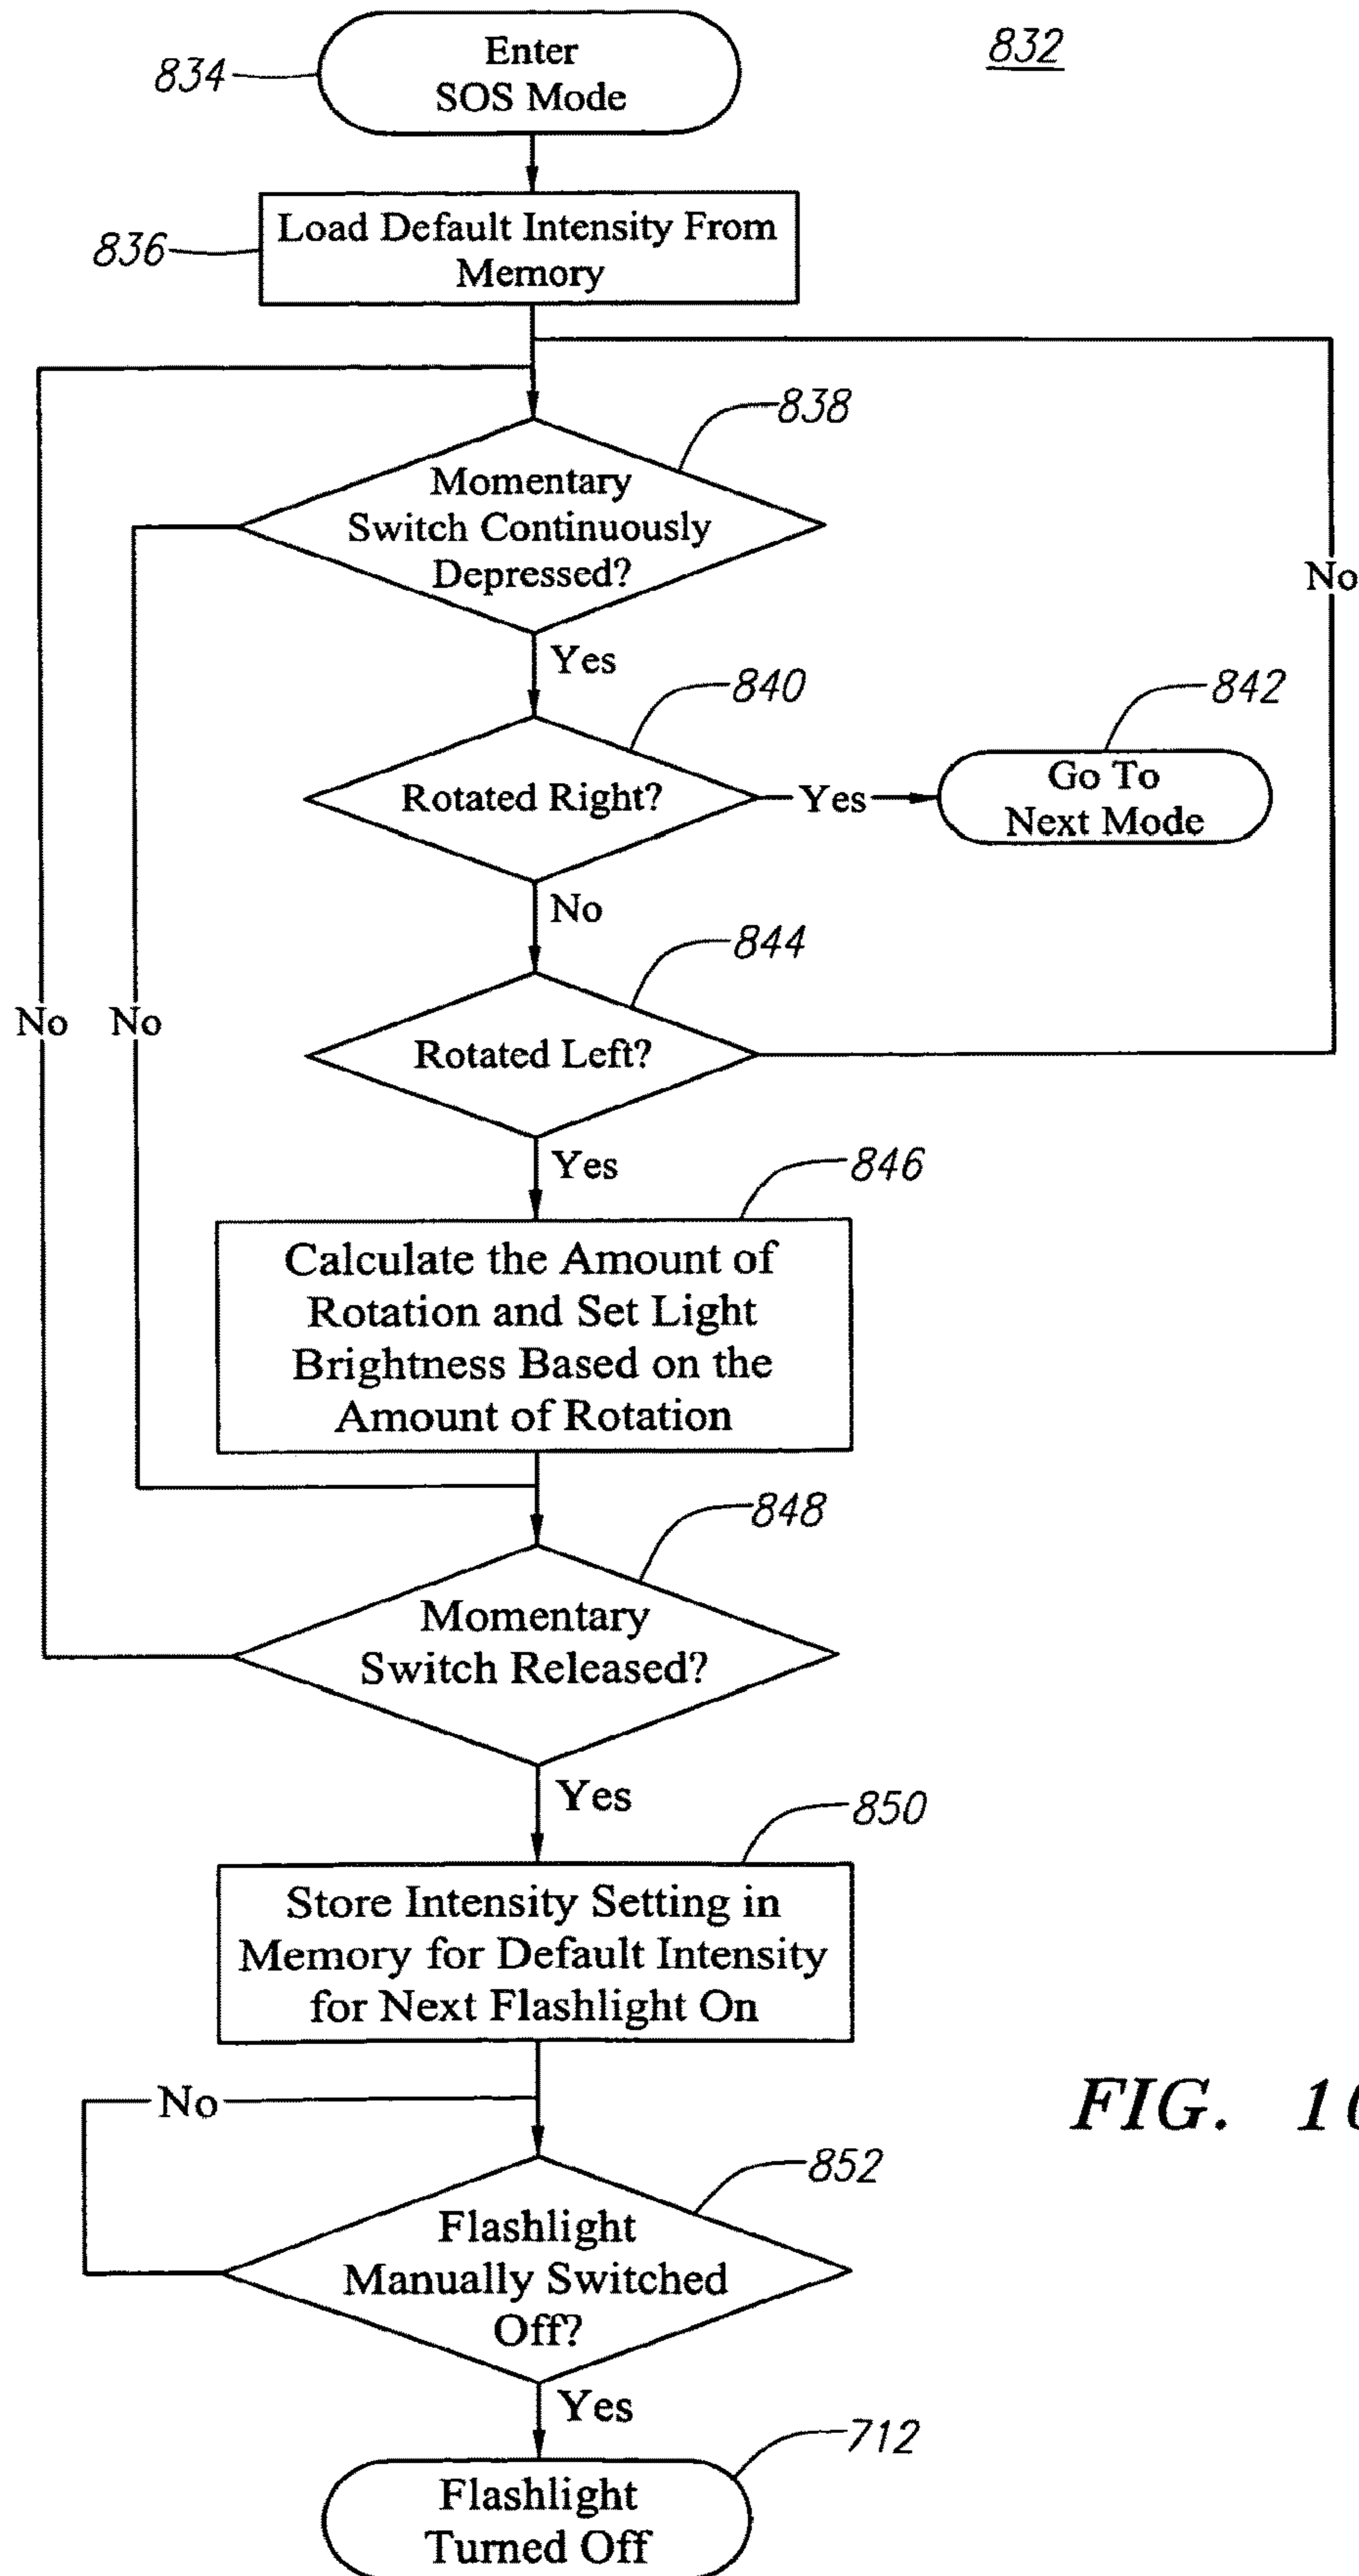 832
834
Enter
SOS Mode
836
Load Default Intensity From
Memory
838
Momentary
Switch Continuously
Depressed?
No
Yes
840
842
Rotated Right?
Yes
Go To
Next Mode
No
844
No
No
Rotated Left?
Yes
846
Calculate the Amount of
Rotation and Set Light
Brightness Based on the
Amount of Rotation
848
Momentary
Switch Released?
Yes
850
Store Intensity Setting in
Memory for Default Intensity
for Next Flashlight On
No
FIG. 10
852
Flashlight
Manually Switched
Off?
Yes
712
Flashlight
Turned Off